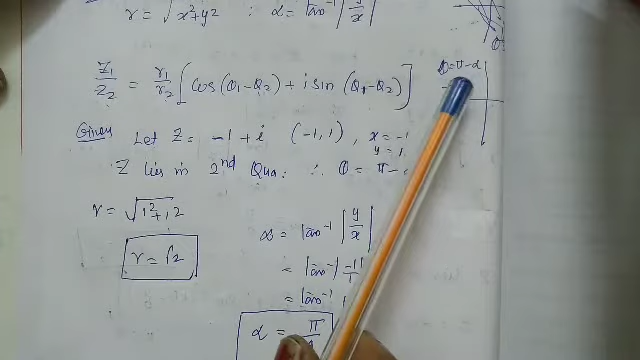 r = √x²+y² ; α = tan⁻¹ |y/x|
Z₁/Z₂ = r₁/r₂ [cos(θ₁-θ₂) + i sin (θ₁-θ₂)]
θ=π-α
Given Let Z = -1 + i (-1, 1), x = -1
y = 1
Z lies in 2nd Qua. ∴ θ = π -
r = √1²+1²
r = √2
α = tan⁻¹ |y/x|
= tan⁻¹
= tan⁻¹
α = π